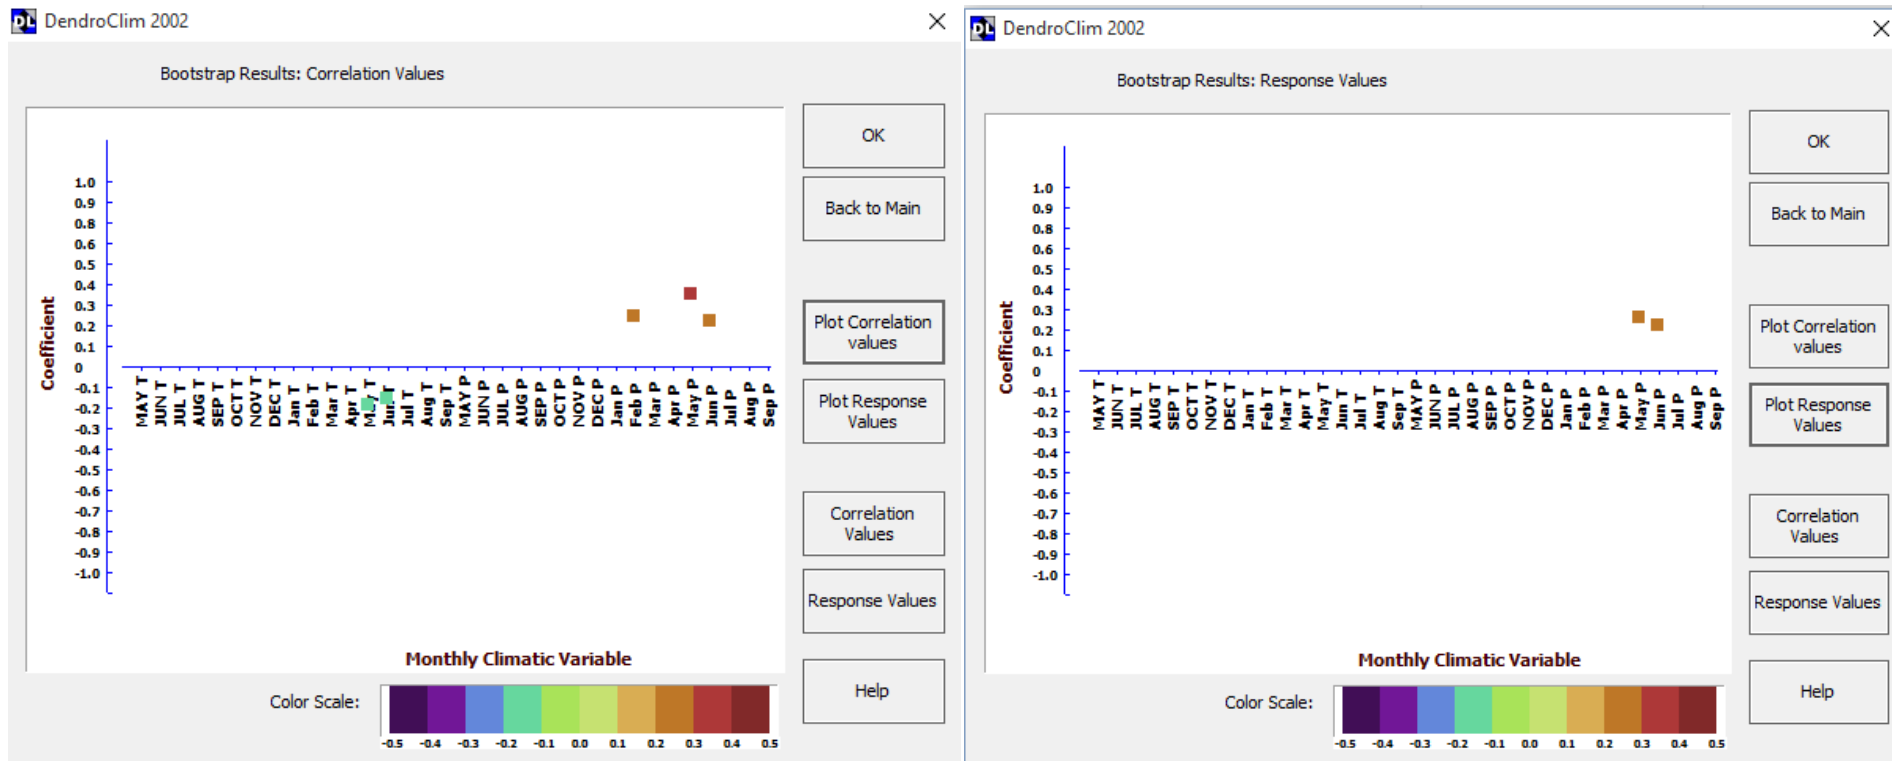 DendroClim 2002
Bootstrap Results: Correlation Values
1.0
0.9
0.8
0.6
0.5
0.4
0.3
0.2
0.1
0
-0.1
-0.2
-0.3
-0.4
-0.5
-0.6
-0.7
-0.8
-0.9
-1.0
Coefficient
MAY T
JUN T
JUL T
AUG T
SEP T
OCT T
NOV T
DEC T
Jan T
Feb T
Mar T
Apr T
May T
Jun T
Jul T
Aug T
Sep T
MAY P
JUN P
JUL P
AUG P
SEP P
OCT P
NOV P
DEC P
Jan P
Feb P
Mar P
Apr P
May P
Jun P
Jul P
Aug P
Sep P
Monthly Climatic Variable
Color Scale:
-0.5 -0.4 -0.3 -0.2 -0.1 0.0 0.1 0.2 0.3 0.4 0.5
OK
Back to Main
Plot Correlation
values
Plot Response
Values
Correlation
Values
Response Values
Help
DendroClim 2002
Bootstrap Results: Response Values
1.0
0.9
0.8
0.6
0.5
0.4
0.3
0.2
0.1
0
-0.1
-0.2
-0.3
-0.4
-0.5
-0.6
-0.7
-0.8
-0.9
-1.0
Coefficient
MAY T
JUN T
JUL T
AUG T
SEP T
OCT T
NOV T
DEC T
Jan T
Feb T
Mar T
Apr T
May T
Jun T
Jul T
Aug T
Sep T
MAY P
JUN P
JUL P
AUG P
SEP P
OCT P
NOV P
DEC P
Jan P
Feb P
Mar P
Apr P
May P
Jun P
Jul P
Aug P
Sep P
Monthly Climatic Variable
Color Scale:
-0.5 -0.4 -0.3 -0.2 -0.1 0.0 0.1 0.2 0.3 0.4 0.5
OK
Back to Main
Plot Correlation
values
Plot Response
Values
Correlation
Values
Response Values
Help